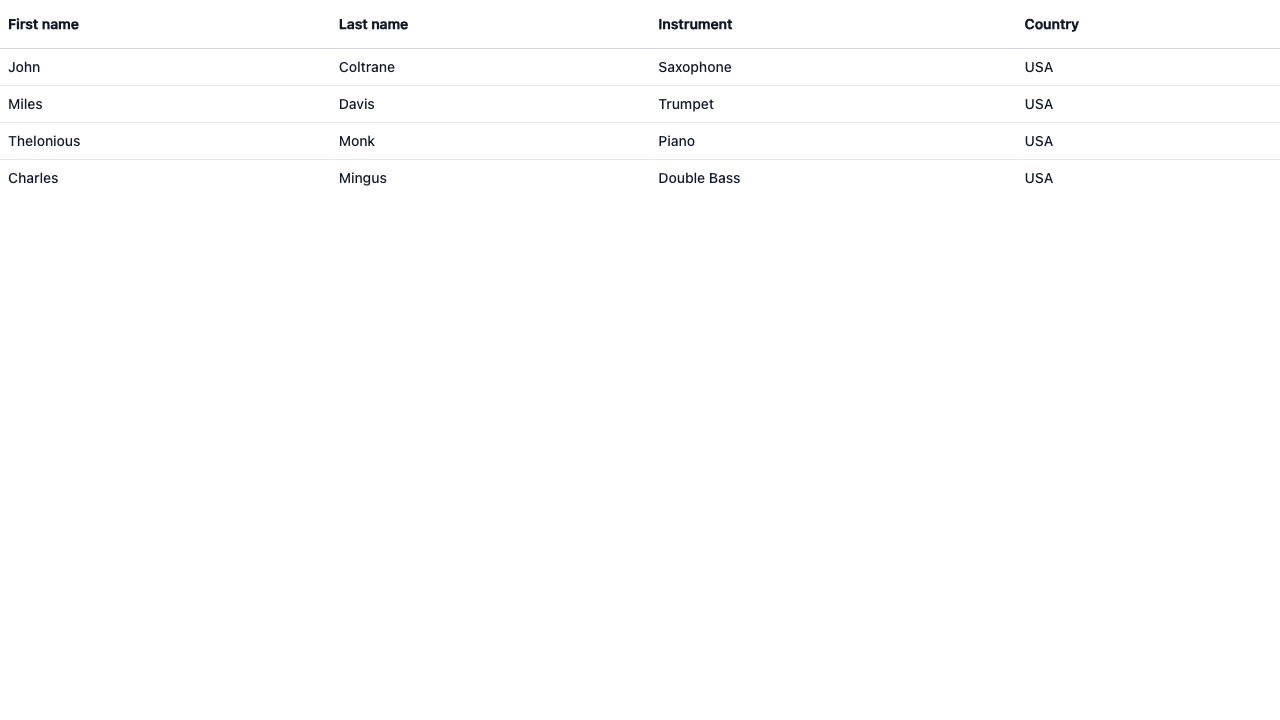 First name Last name Instrument Country
John Coltrane Saxophone USA
Miles Davis Trumpet USA
Thelonious Monk Piano USA
Charles Mingus Double Bass USA